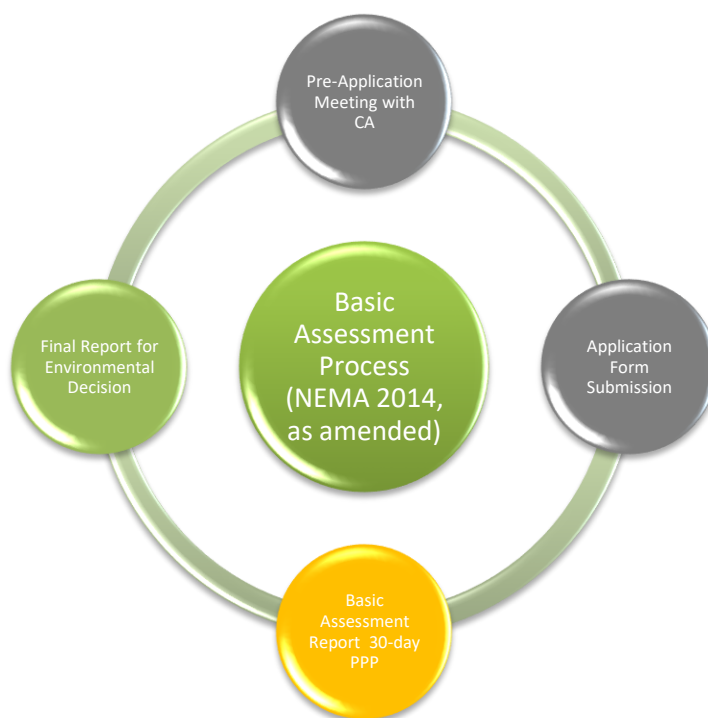 Pre-Application
Meeting with
CA
Basic
Assessment
Process
(NEMA 2014,
as amended)
Final Report for
Environmental
Decision
Application
Form
Submission
Basic
Assessment
Report 30-day
PPP